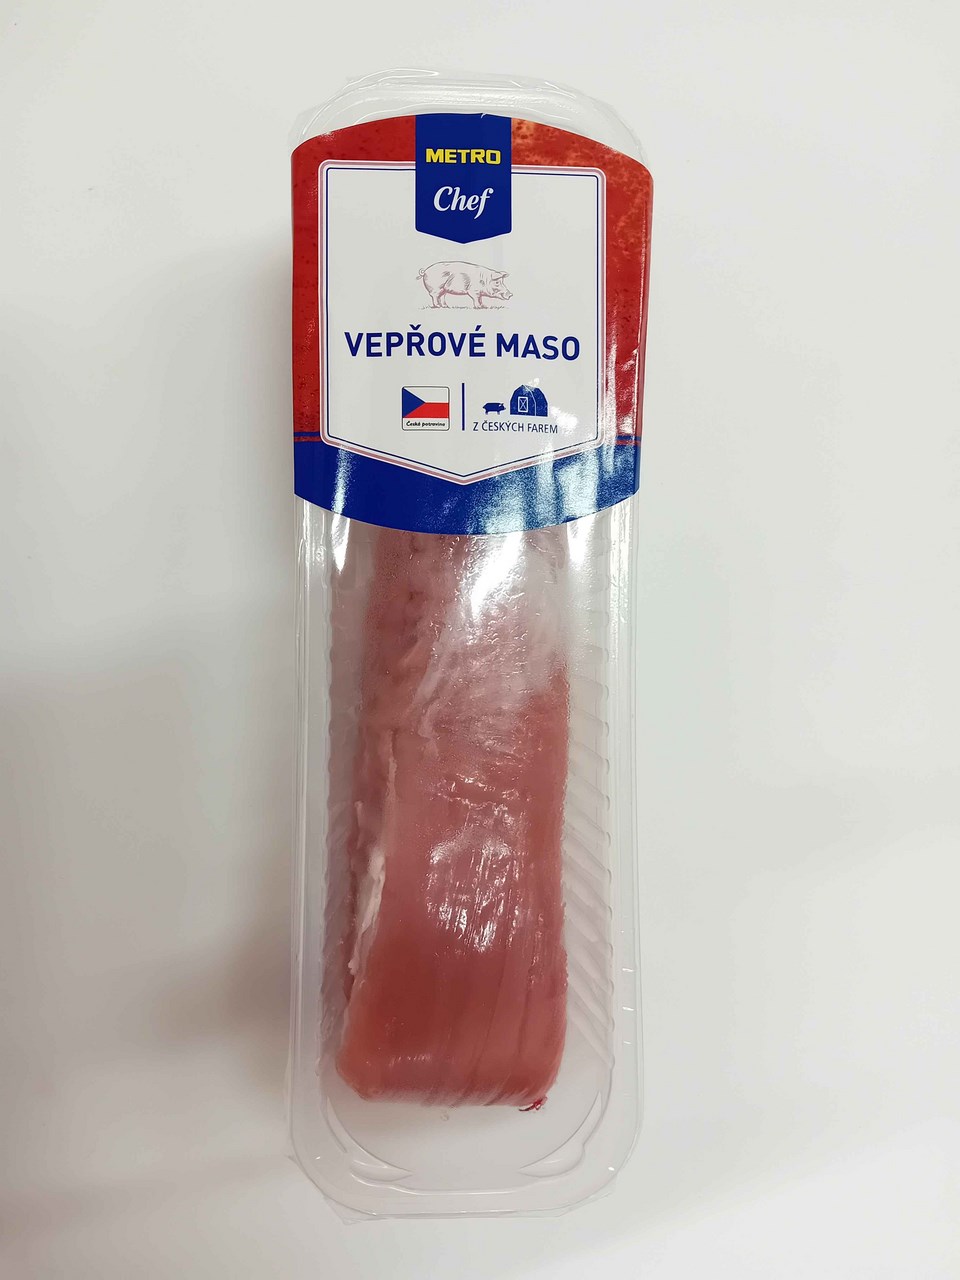 METRO
Chef
VEPŘOVÉ MASO
Česká potravina
Z ČESKÝCH FAREM